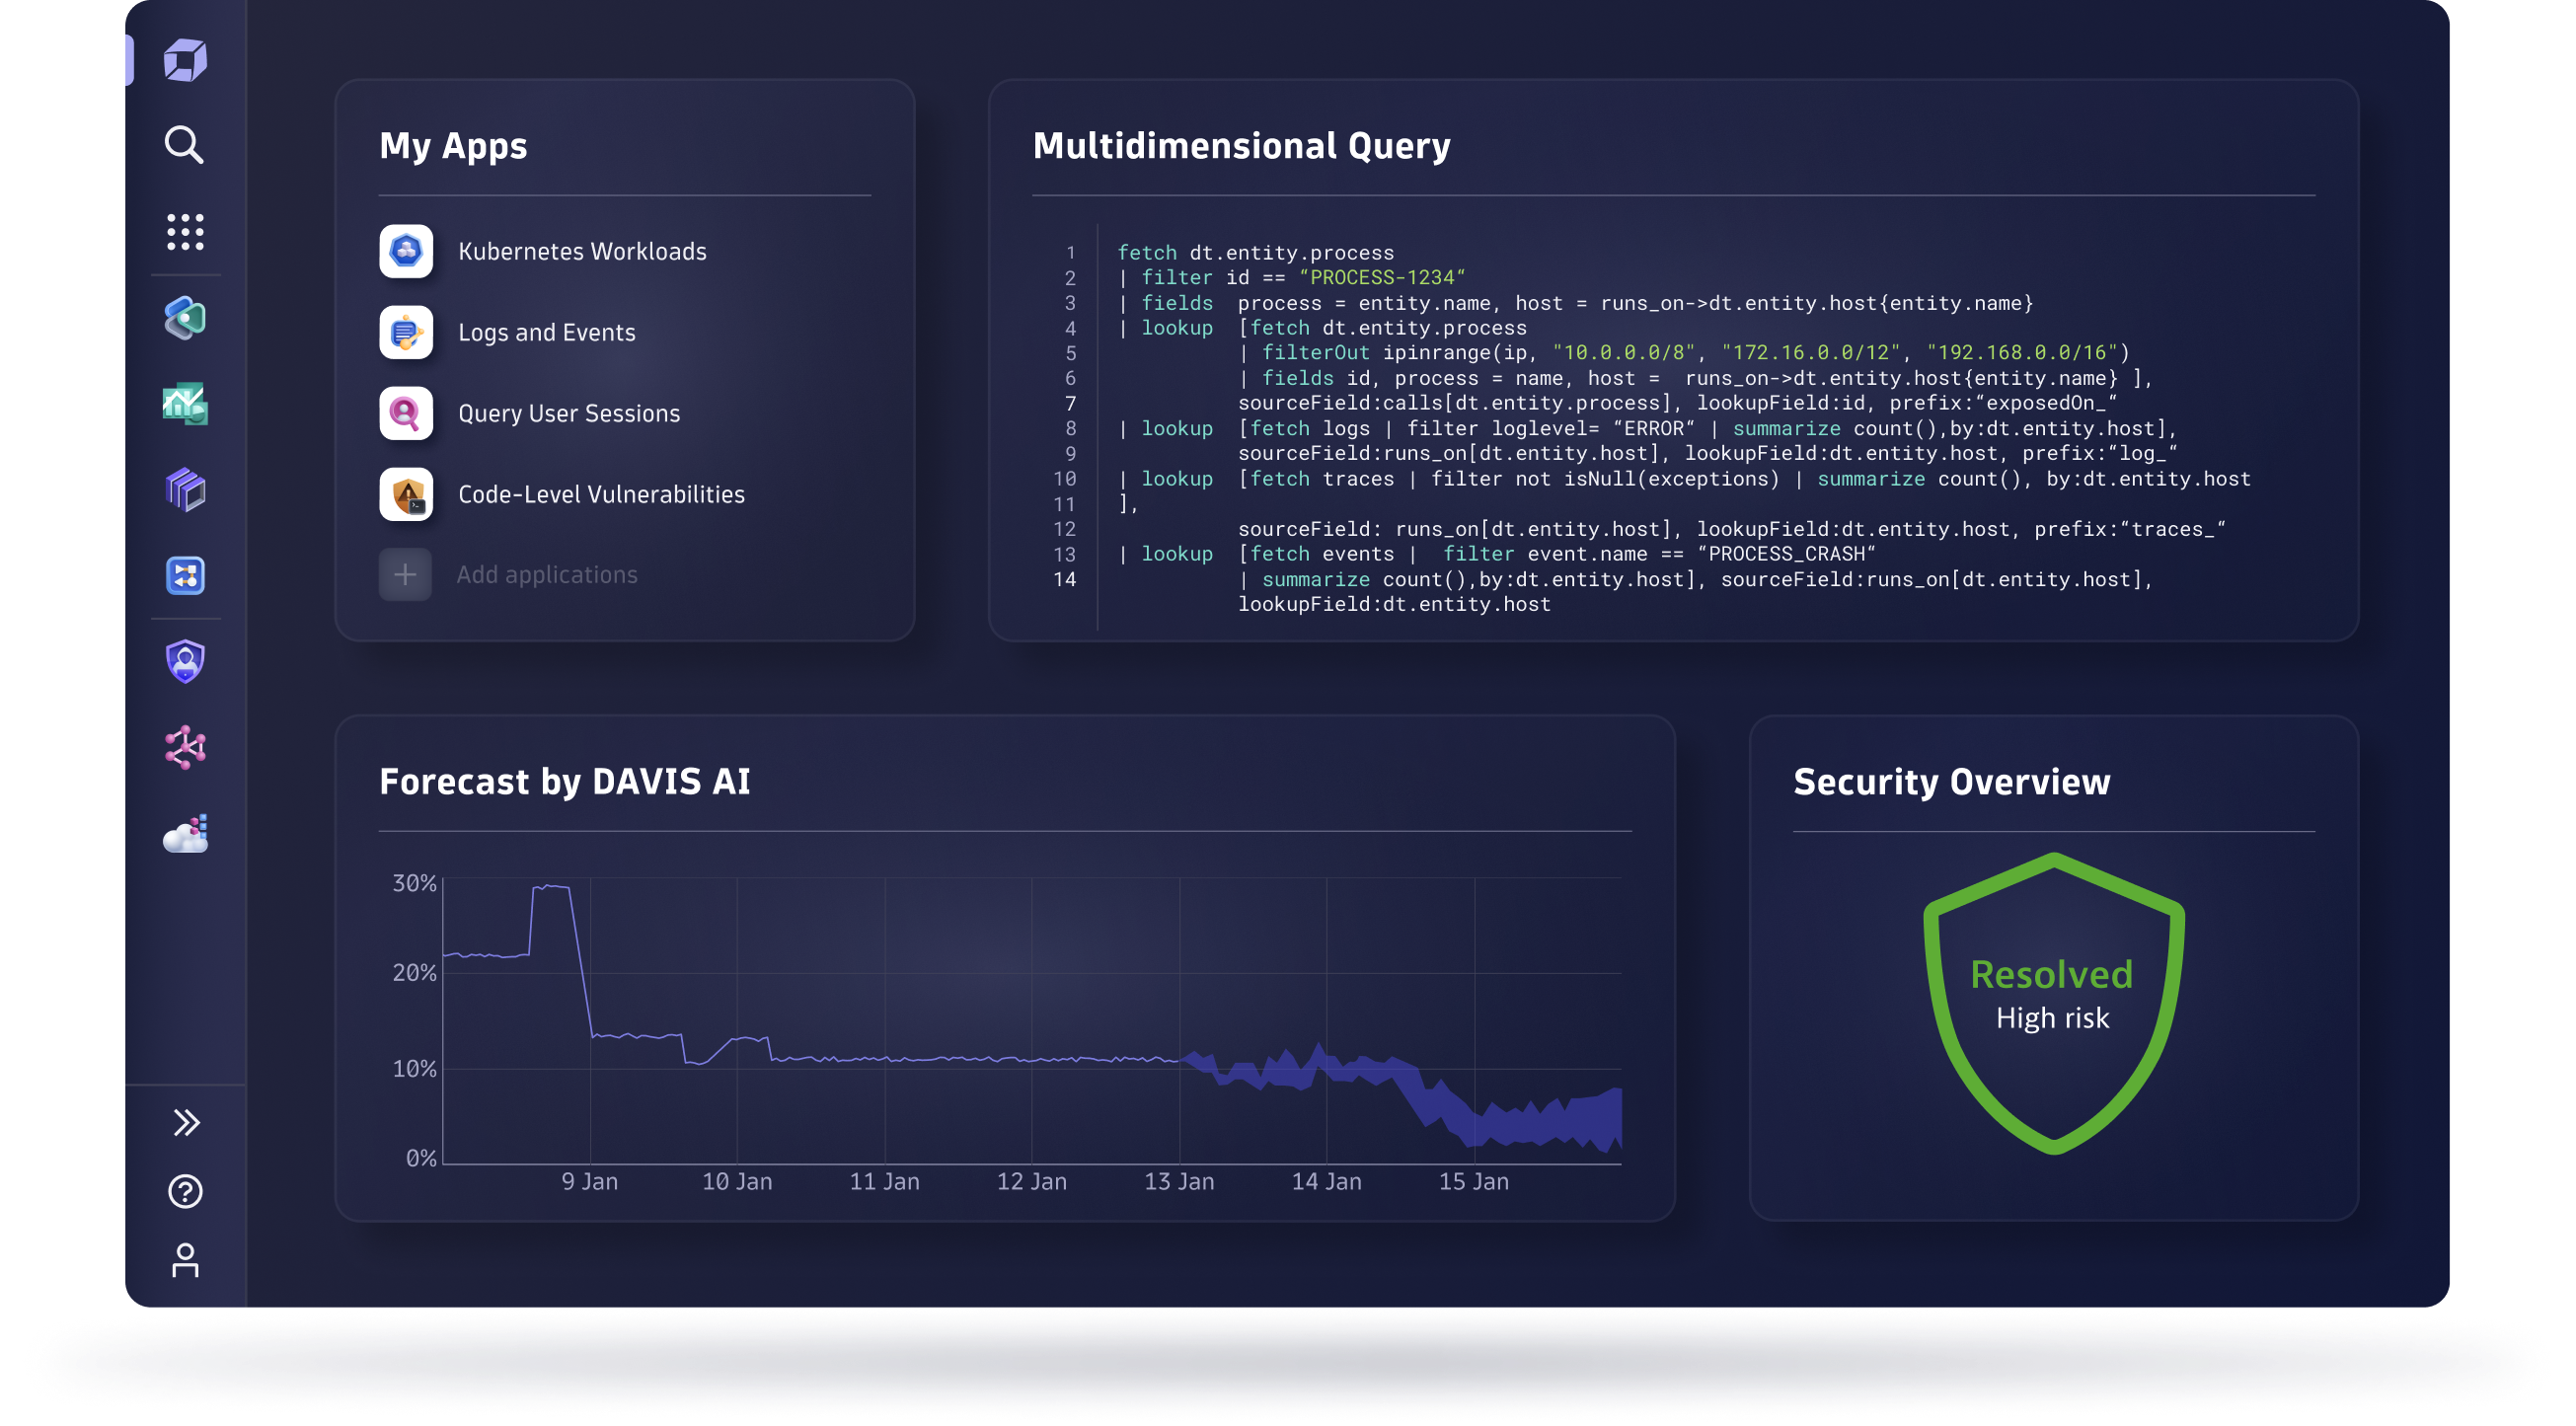 My Apps
Kubernetes Workloads
Logs and Events
Query User Sessions
Code-Level Vulnerabilities
Add applications
Multidimensional Query
1 fetch dt.entity.process
2 | filter id == “PROCESS-1234“
3 | fields  process = entity.name, host = runs_on->dt.entity.host{entity.name}
4 | lookup  [fetch dt.entity.process
5 | filterOut ipinrange(ip, "10.0.0.0/8", "172.16.0.0/12", "192.168.0.0/16")
6 | fields id, process = name, host =  runs_on->dt.entity.host{entity.name} ],
7 sourceField:calls[dt.entity.process], lookupField:id, prefix:“exposedOn_“
8 | lookup  [fetch logs | filter loglevel= “ERROR“ | summarize count(),by:dt.entity.host],
9 sourceField:runs_on[dt.entity.host], lookupField:dt.entity.host, prefix:“log_“
10 | lookup  [fetch traces | filter not isNull(exceptions) | summarize count(), by:dt.entity.host
11 ],
12 sourceField: runs_on[dt.entity.host], lookupField:dt.entity.host, prefix:“traces_“
13 | lookup  [fetch events |  filter event.name == “PROCESS_CRASH“
14 | summarize count(),by:dt.entity.host], sourceField:runs_on[dt.entity.host],
lookupField:dt.entity.host
Forecast by DAVIS AI
30%
20%
10%
0%
9 Jan 10 Jan 11 Jan 12 Jan 13 Jan 14 Jan 15 Jan
Security Overview
Resolved
High risk